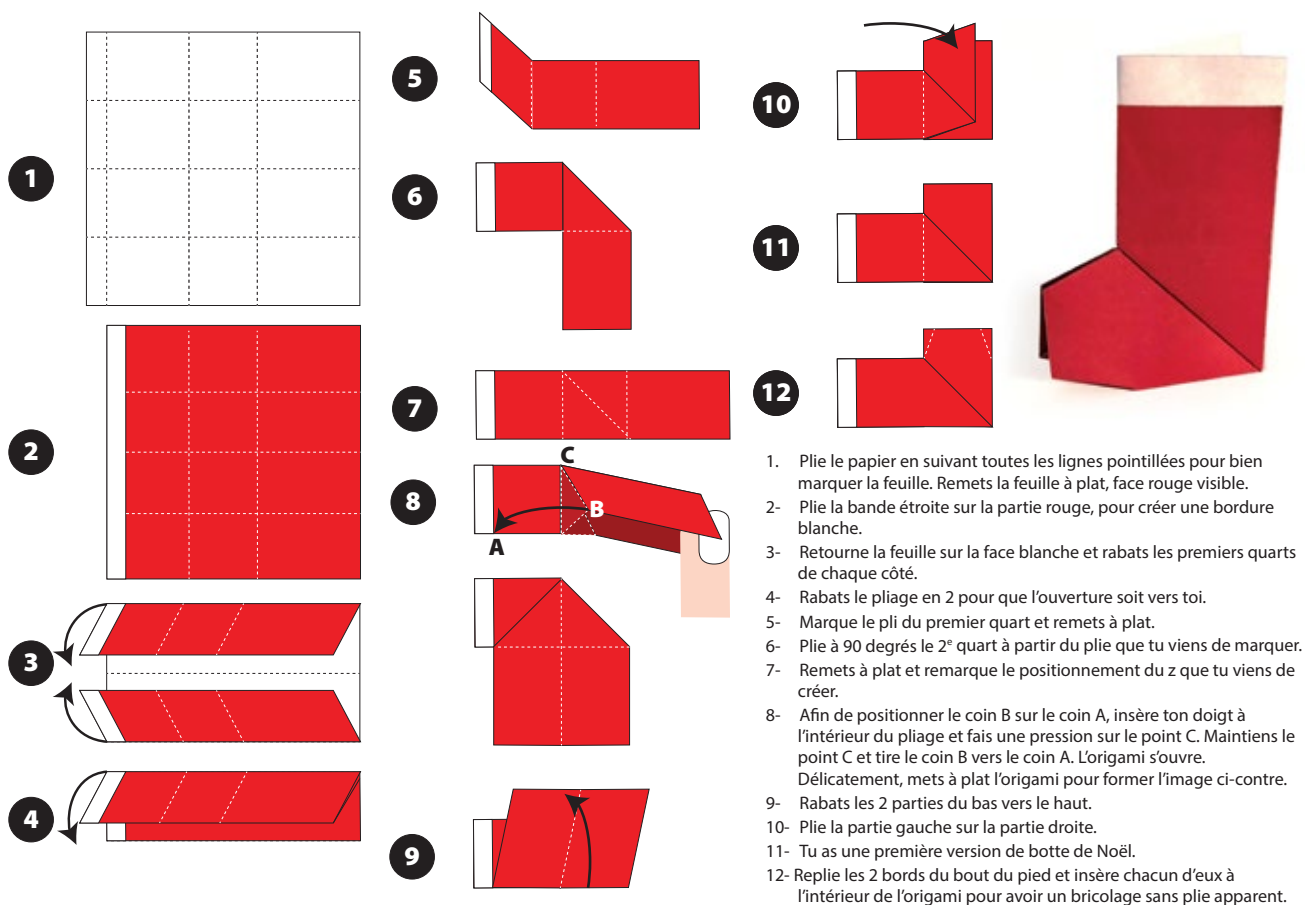 1
2
3
4
5
6
7
8
C
B
A
9
10
11
12
1. Plie le papier en suivant toutes les lignes pointillées pour bien
marquer la feuille. Remets la feuille à plat, face rouge visible.
2- Plie la bande étroite sur la partie rouge, pour créer une bordure
blanche.
3- Retourne la feuille sur la face blanche et rabats les premiers quarts
de chaque côté.
4- Rabats le pliage en 2 pour que l’ouverture soit vers toi.
5- Marque le pli du premier quart et remets à plat.
6- Plie à 90 degrés le 2e quart à partir du plie que tu viens de marquer.
7- Remets à plat et remarque le positionnement du z que tu viens de
créer.
8- Afin de positionner le coin B sur le coin A, insère ton doigt à
l’intérieur du pliage et fais une pression sur le point C. Maintiens le
point C et tire le coin B vers le coin A. L’origami s’ouvre.
Délicatement, mets à plat l’origami pour former l’image ci-contre.
9- Rabats les 2 parties du bas vers le haut.
10- Plie la partie gauche sur la partie droite.
11- Tu as une première version de botte de Noël.
12- Replie les 2 bords du bout du pied et insère chacun d’eux à
l’intérieur de l’origami pour avoir un bricolage sans plie apparent.